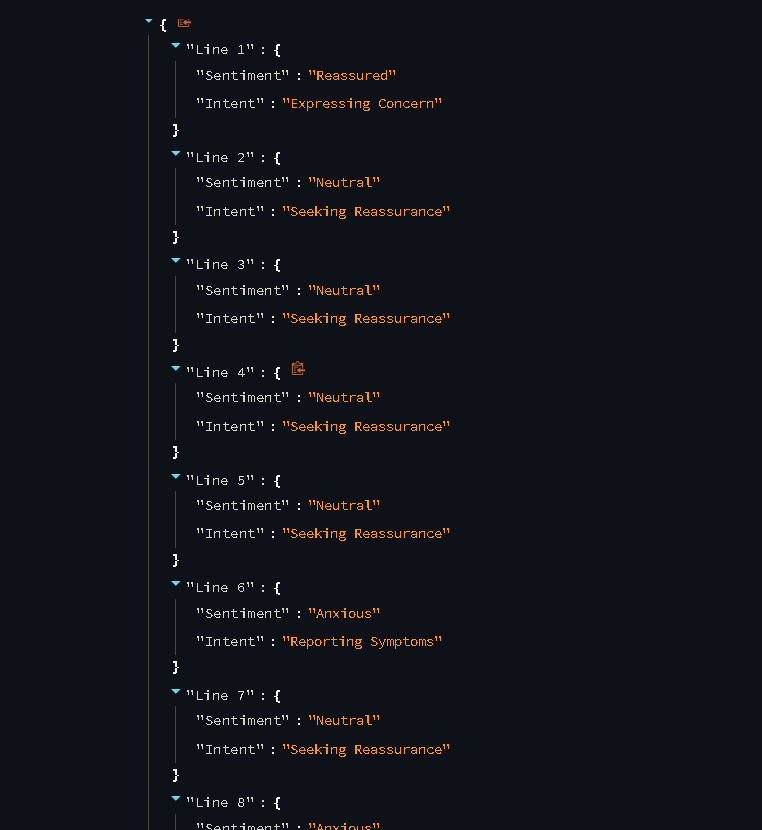 {
"Line 1" : {
"Sentiment" : "Reassured"
"Intent" : "Expressing Concern"
}
"Line 2" : {
"Sentiment" : "Neutral"
"Intent" : "Seeking Reassurance"
}
"Line 3" : {
"Sentiment" : "Neutral"
"Intent" : "Seeking Reassurance"
}
"Line 4" : {
"Sentiment" : "Neutral"
"Intent" : "Seeking Reassurance"
}
"Line 5" : {
"Sentiment" : "Neutral"
"Intent" : "Seeking Reassurance"
}
"Line 6" : {
"Sentiment" : "Anxious"
"Intent" : "Reporting Symptoms"
}
"Line 7" : {
"Sentiment" : "Neutral"
"Intent" : "Seeking Reassurance"
}
"Line 8" : {
"Sentiment" : "Anxious"